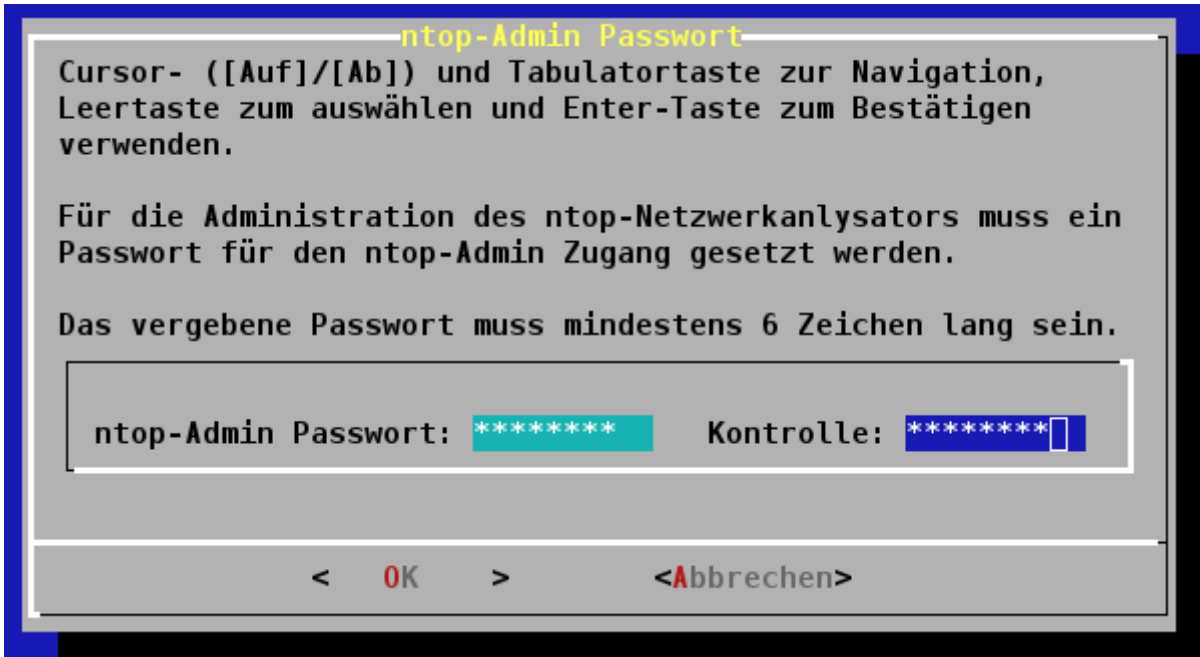 ntop-Admin Passwort
Cursor- ([Auf]/[Ab]) und Tabulatortaste zur Navigation,
Leertaste zum auswählen und Enter-Taste zum Bestätigen
verwenden.
Für die Administration des ntop-Netzwerkanlysators muss ein
Passwort für den ntop-Admin Zugang gesetzt werden.
Das vergebene Passwort muss mindestens 6 Zeichen lang sein.
ntop-Admin Passwort: ******** Kontrolle: ********
< OK > <Abbrechen>